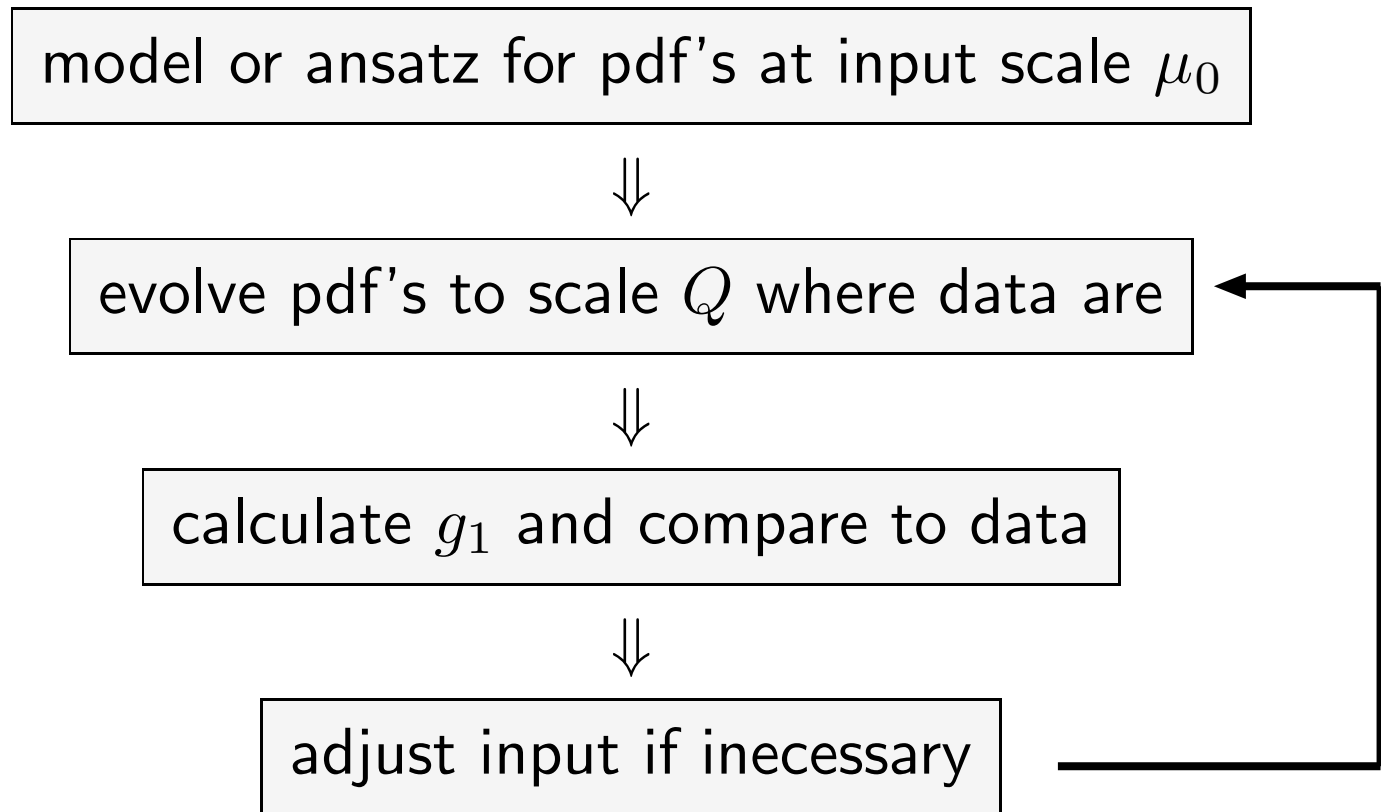 model or ansatz for pdf's at input scale μ₀
⇓
evolve pdf's to scale Q where data are
⇓
calculate g₁ and compare to data
⇓
adjust input if inecessary